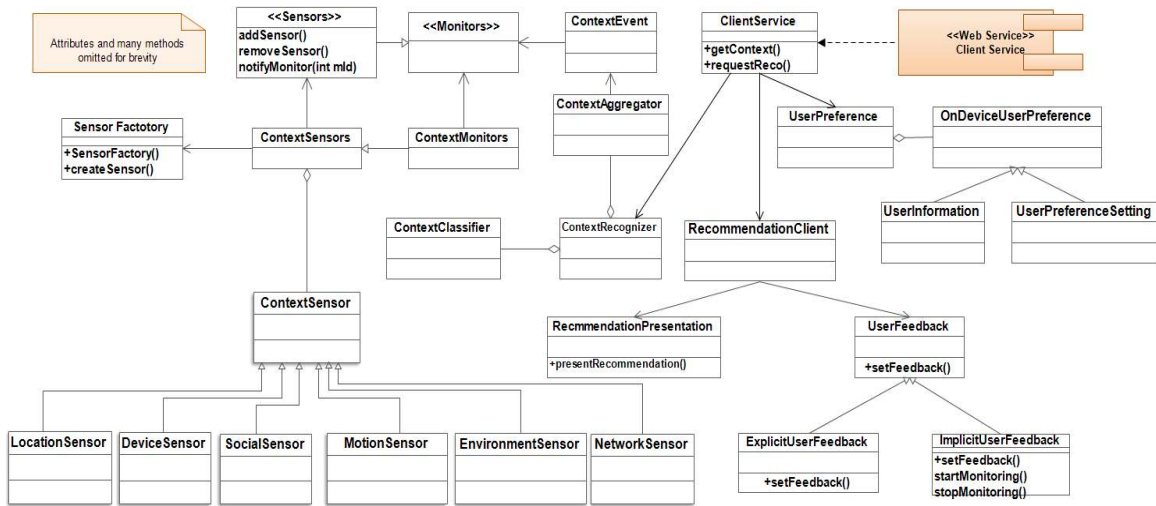 Attributes and many methods
omitted for brevity
<<Sensors>>
addSensor()
removeSensor()
notifyMonitor(int mId)
<<Monitors>>
ContextEvent
ClientService
+getContext()
+requestReco()
<<Web Service>>
Client Service
Sensor Factotory
+SensorFactory()
+createSensor()
ContextSensors
ContextMonitors
ContextAggregator
UserPreference
OnDeviceUserPreference
ContextClassifier
ContextRecognizer
RecommendationClient
UserInformation
UserPreferenceSetting
ContextSensor
RecmmendationPresentation
+presentRecommendation()
UserFeedback
+setFeedback()
LocationSensor
DeviceSensor
SocialSensor
MotionSensor
EnvironmentSensor
NetworkSensor
ExplicitUserFeedback
+setFeedback()
ImplicitUserFeedback
+setFeedback()
startMonitoring()
stopMonitoring()